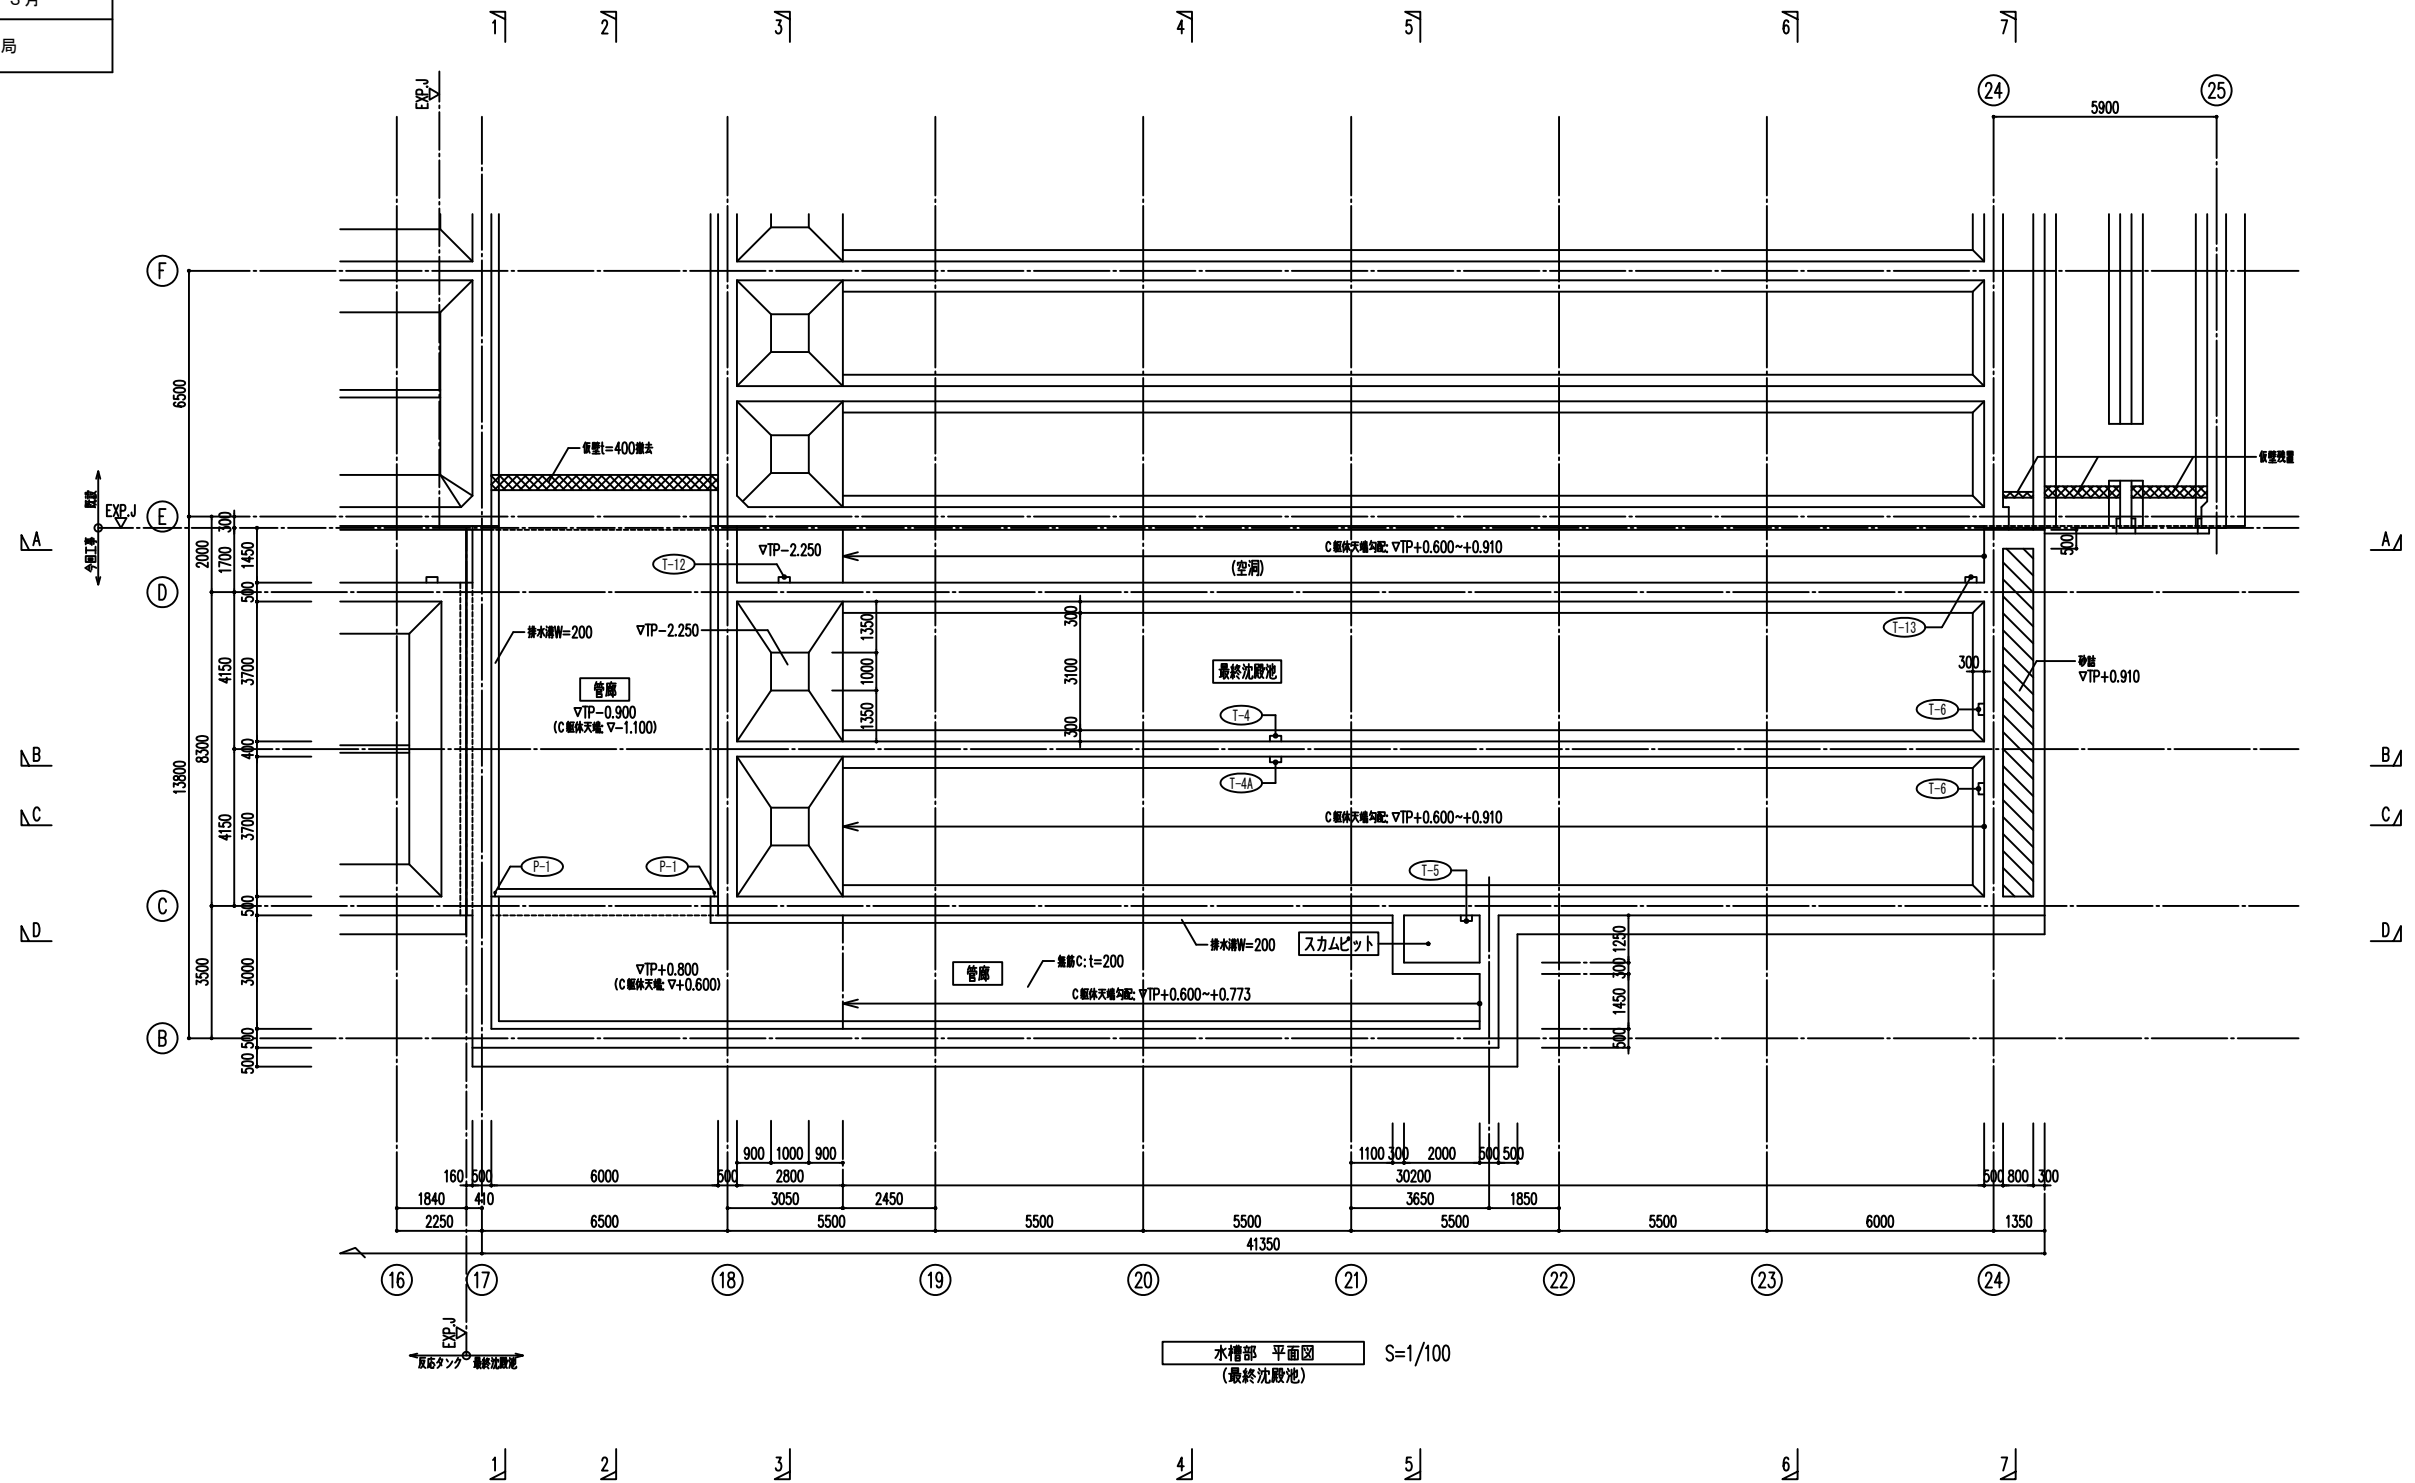 3月
局
1 2 3 4 5 6 7
EXP.J
24 25
5900
F
6500
仮壁t=400撤去
仮壁残置
既設
EXP.J
今回工事
E
300
2000 1700 1450
A A
▽TP-2.250
C躯体天端勾配: ▽TP+0.600~+0.910
500
T-12
(空洞)
D
500
排水溝W=200
▽TP-2.250
1350
300
T-13
4150 3700
1000
3100
最終沈殿池
300
砂詰
▽TP+0.910
管廊
▽TP-0.900
(C躯体天端: ▽-1.100)
1350
300
T-4
T-6
13800 8300 400
B B
T-4A
T-6
4150 3700
C C
C躯体天端勾配: ▽TP+0.600~+0.910
P-1 P-1
T-5
C
500
D D
3500 3000
排水溝W=200
スカムピット
1250
▽TP+0.800
(C躯体天端: ▽+0.600)
管廊
無筋C: t=200
300
C躯体天端勾配: ▽TP+0.600~+0.773
1450
B
500
500
500
900 1000 900
1100 300 2000 500 500
160 500 6000 500 2800 30200 500 800 300
1840 410 3050 2450 3650 1850
2250 6500 5500 5500 5500 5500 5500 6000 1350
41350
16 17 18 19 20 21 22 23 24
EXP.J
反応タンク 最終沈殿池
水槽部 平面図 S=1/100
(最終沈殿池)
1 2 3 4 5 6 7